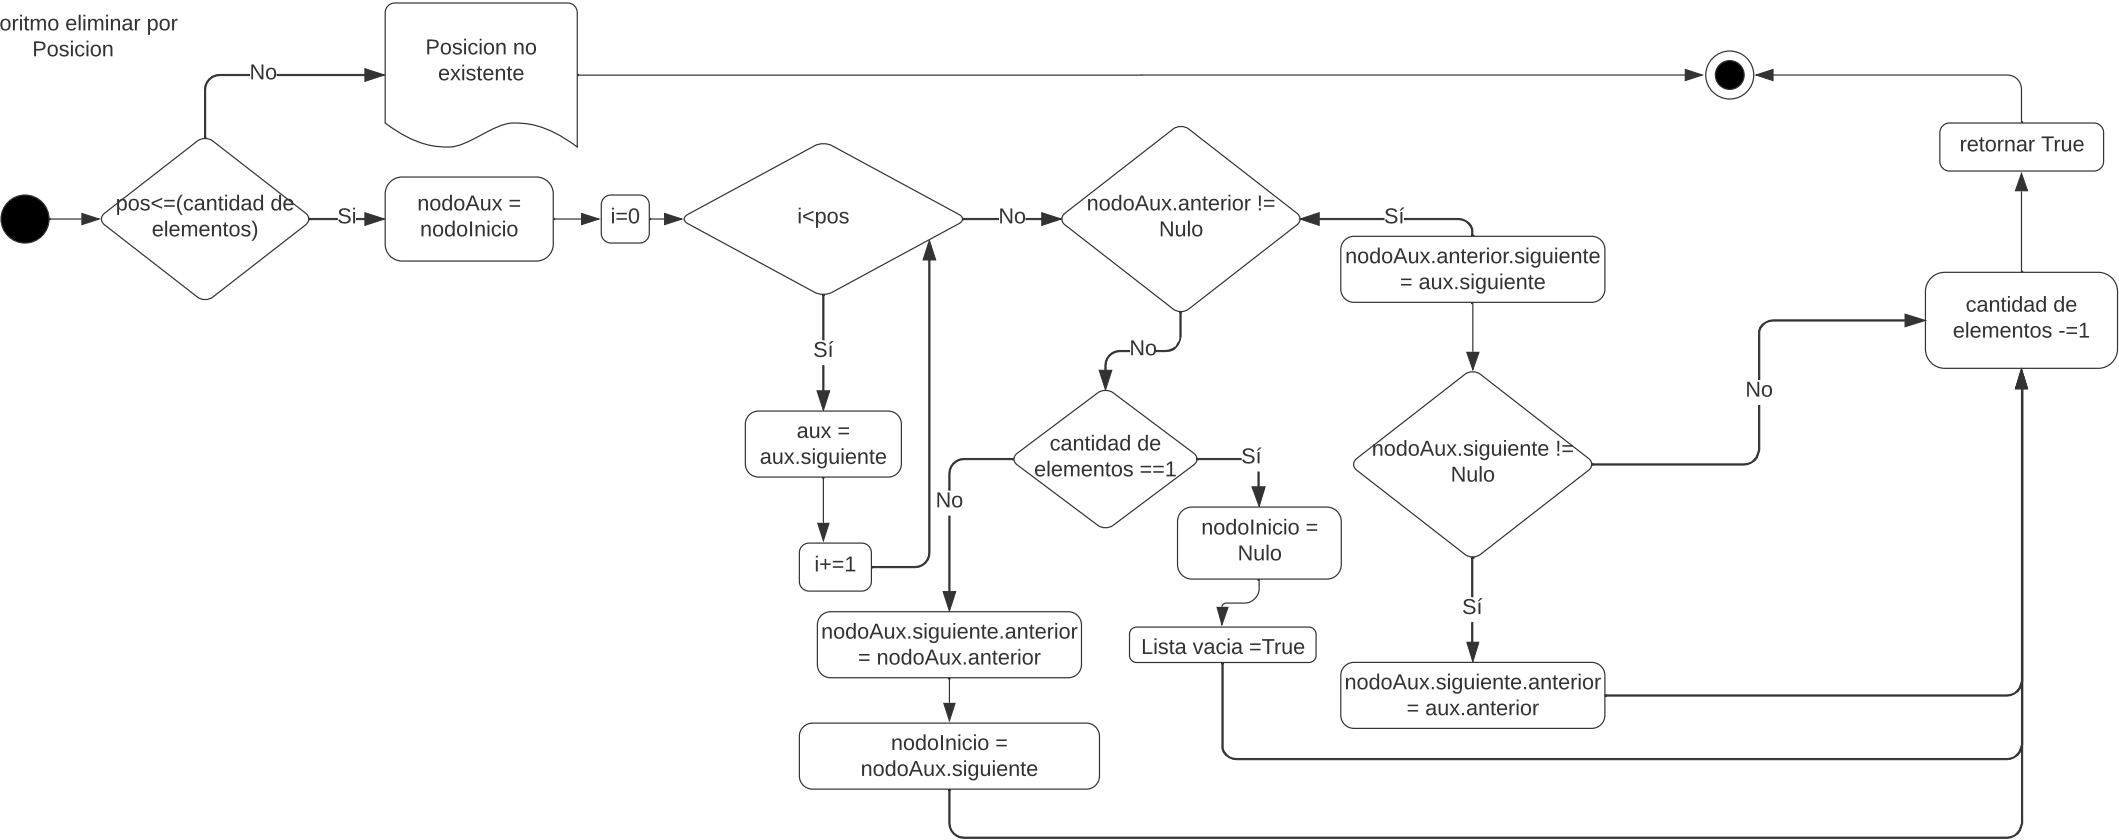 oritmo eliminar por
Posicion
No
Posicion no
existente
pos<=(cantidad de
elementos)
Si
nodoAux =
nodoInicio
i=0
i<pos
No
nodoAux.anterior !=
Nulo
Sí
nodoAux.anterior.siguiente
= aux.siguiente
retornar True
cantidad de
elementos -=1
Sí
No
No
aux =
aux.siguiente
cantidad de
elementos ==1
Sí
nodoAux.siguiente !=
Nulo
No
i+=1
nodoInicio =
Nulo
Sí
nodoAux.siguiente.anterior
= nodoAux.anterior
Lista vacia =True
nodoAux.siguiente.anterior
= aux.anterior
nodoInicio =
nodoAux.siguiente